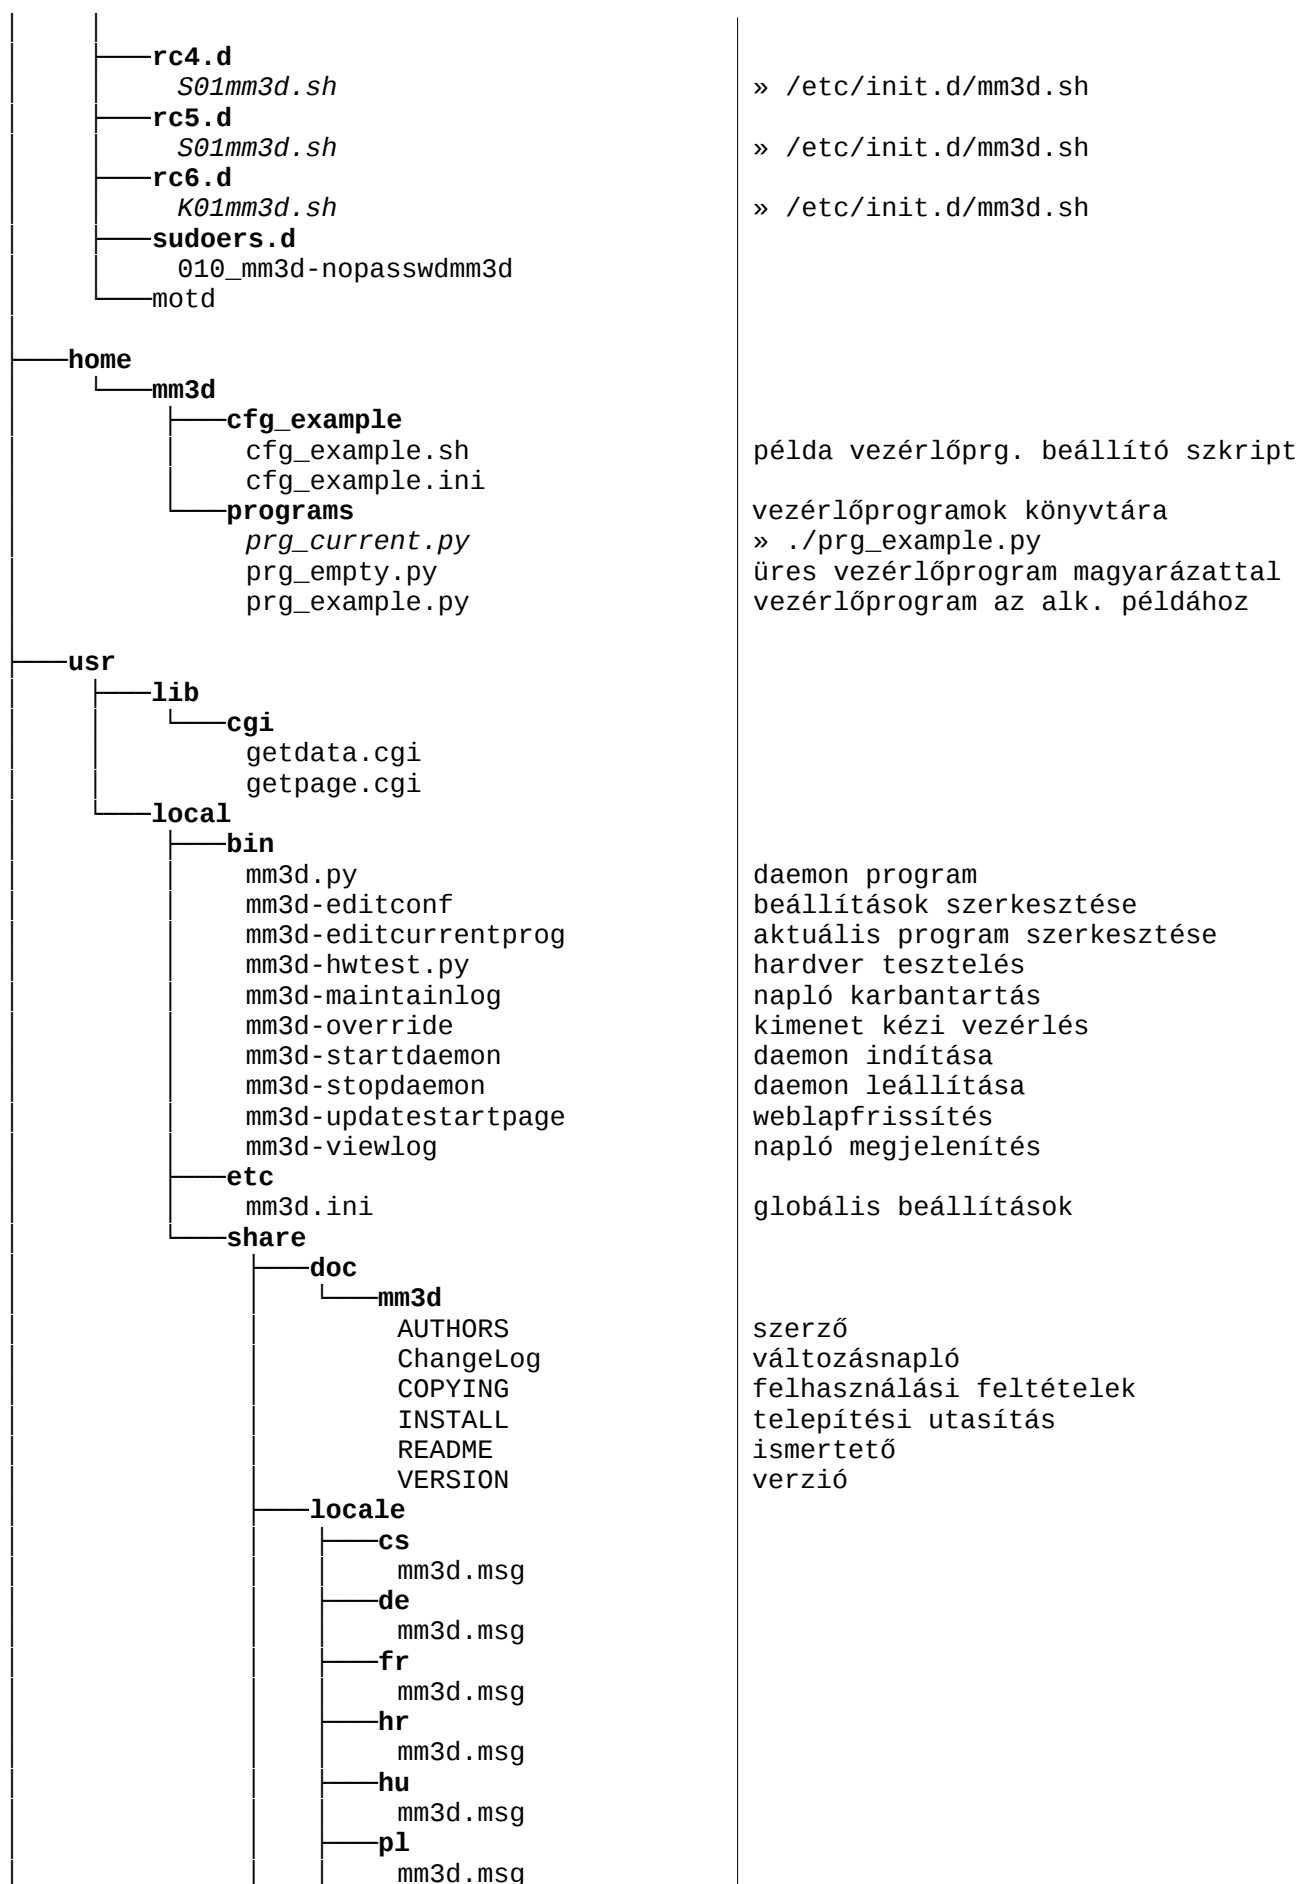 rc4.d
S01mm3d.sh » /etc/init.d/mm3d.sh
rc5.d
S01mm3d.sh » /etc/init.d/mm3d.sh
rc6.d
K01mm3d.sh » /etc/init.d/mm3d.sh
sudoers.d
010_mm3d-nopasswdmm3d
motd
home
mm3d
cfg_example
cfg_example.sh példa vezérlőprg. beállító szkript
cfg_example.ini
programs vezérlőprogramok könyvtára
prg_current.py » ./prg_example.py
prg_empty.py üres vezérlőprogram magyarázattal
prg_example.py vezérlőprogram az alk. példához
usr
lib
cgi
getdata.cgi
getpage.cgi
local
bin
mm3d.py daemon program
mm3d-editconf beállítások szerkesztése
mm3d-editcurrentprog aktuális program szerkesztése
mm3d-hwtest.py hardver tesztelés
mm3d-maintainlog napló karbantartás
mm3d-override kimenet kézi vezérlés
mm3d-startdaemon daemon indítása
mm3d-stopdaemon daemon leállítása
mm3d-updatestartpage weblapfrissítés
mm3d-viewlog napló megjelenítés
etc
mm3d.ini globális beállítások
share
doc
mm3d
AUTHORS szerző
ChangeLog változásnapló
COPYING felhasználási feltételek
INSTALL telepítési utasítás
README ismertető
VERSION verzió
locale
cs
mm3d.msg
de
mm3d.msg
fr
mm3d.msg
hr
mm3d.msg
hu
mm3d.msg
pl
mm3d.msg